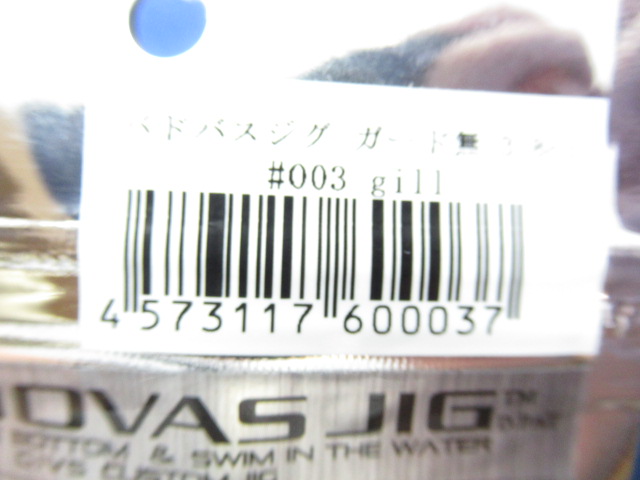 ドバスジグ ガード無
#003 gill
4 573117 600037
OVAS JIG
BOTTOM & SWIM IN THE WATER
CUSTOM JIG